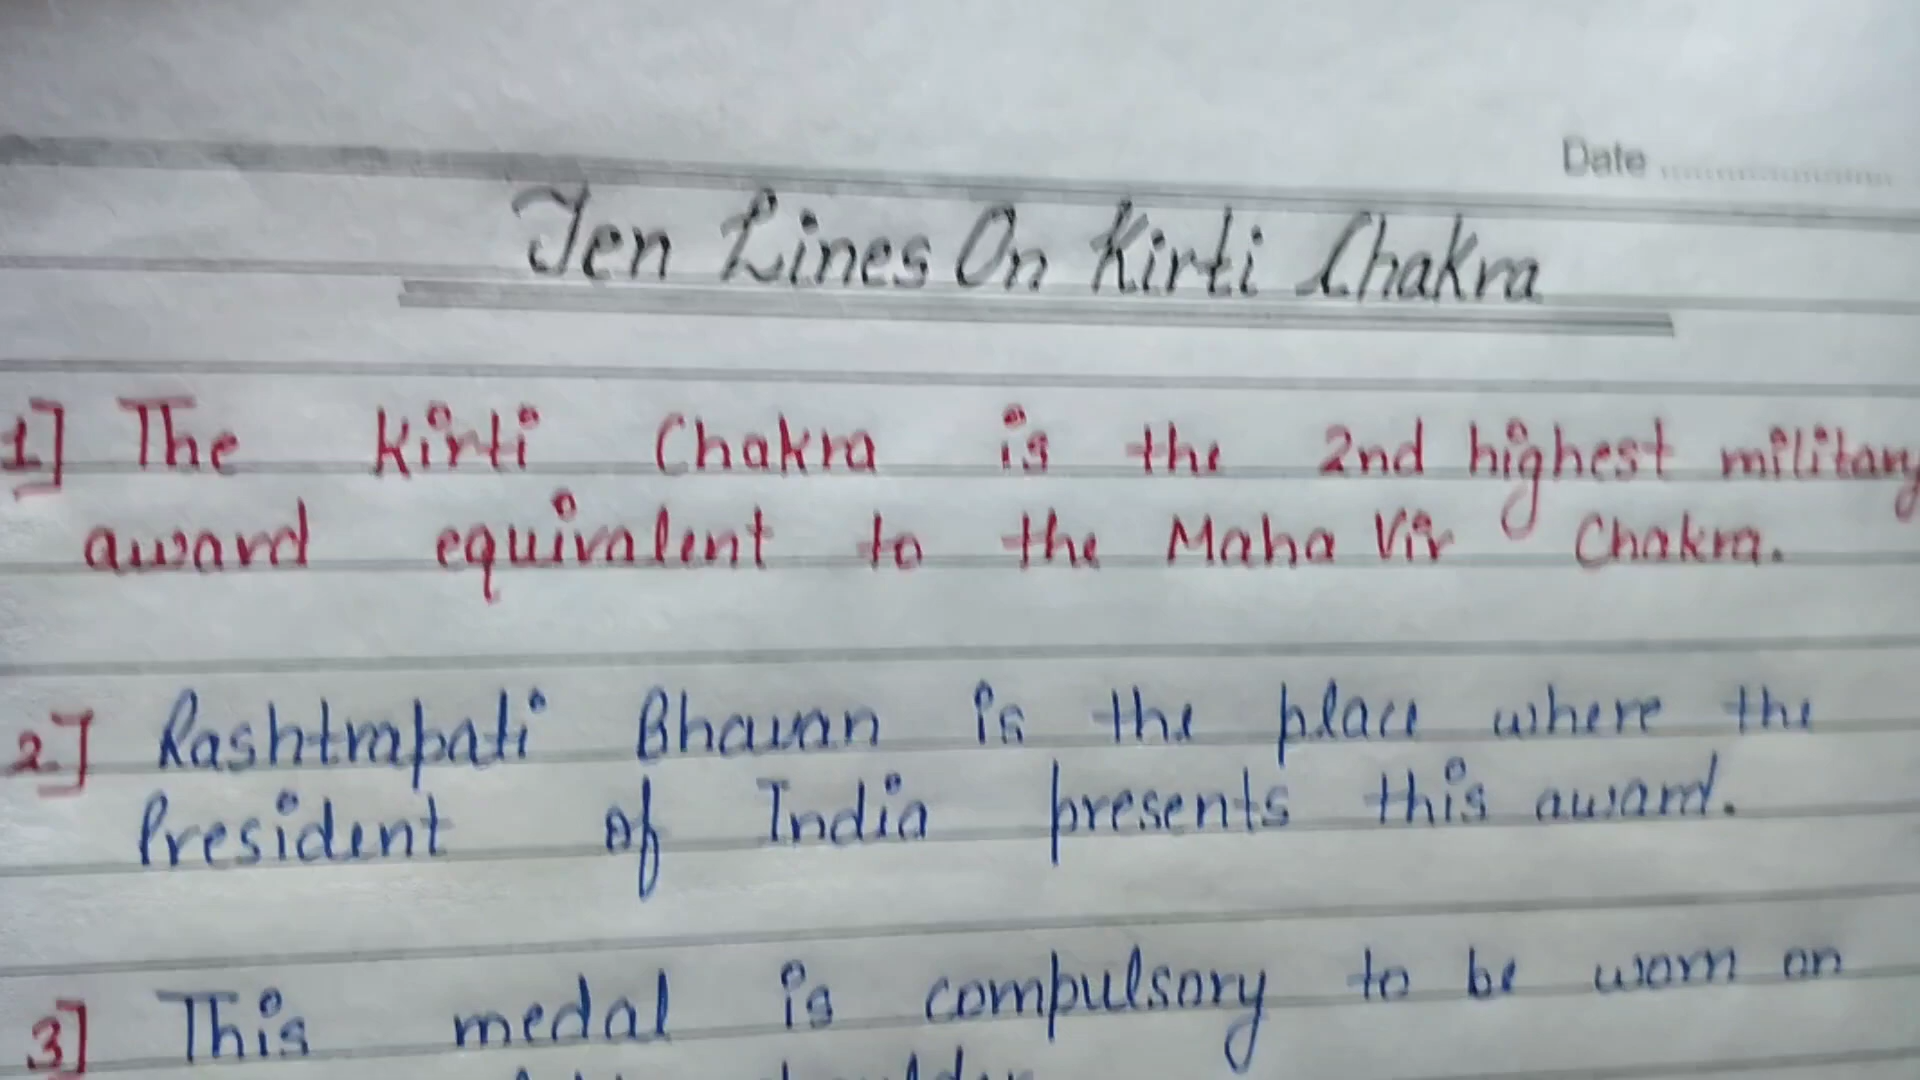 Date
Ten Lines On Kirti Chakra
1] The Kirti Chakra is the 2nd highest military
award equivalent to the Maha Vir Chakra.
2] Rashtrapati Bhavan is the place where the
President of India presents this award.
3] This medal is compulsory to be worn on